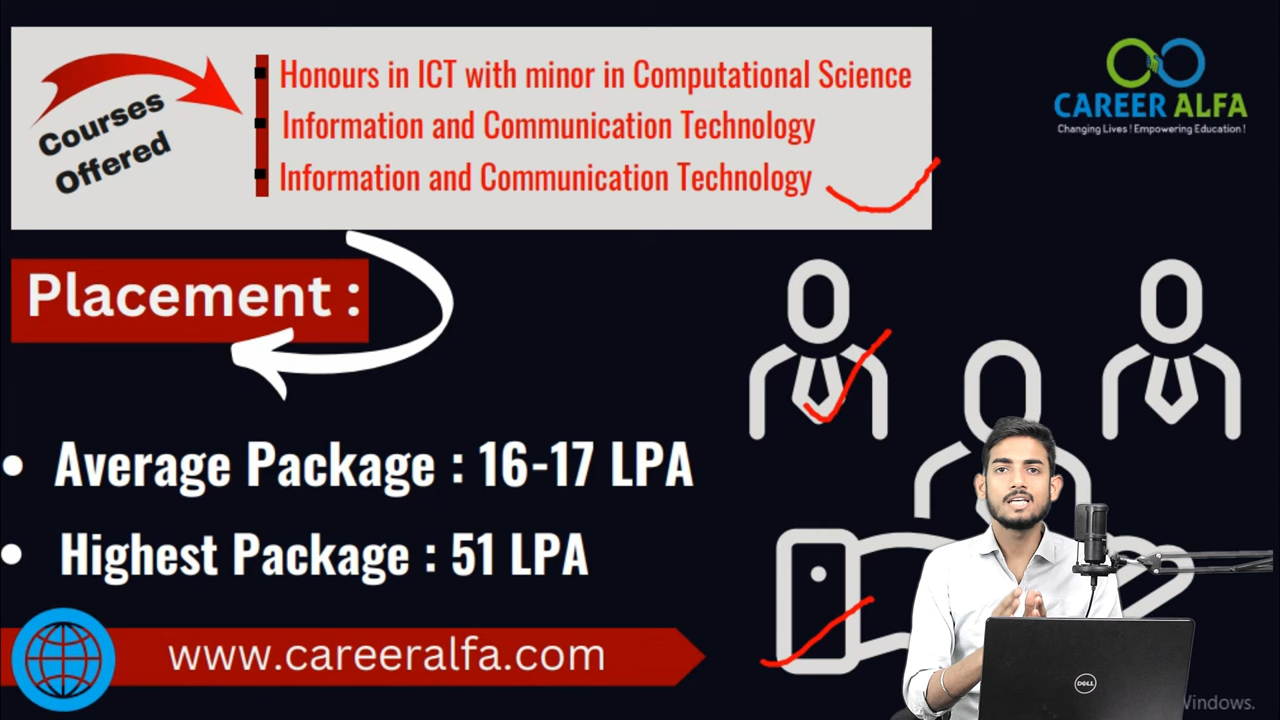 Courses
Offered
Honours in ICT with minor in Computational Science
Information and Communication Technology
Information and Communication Technology
CAREER ALFA
Changing Lives ! Empowering Education !
Placement :
• Average Package : 16-17 LPA
• Highest Package : 51 LPA
www.careeralfa.com
DELL
Windows.